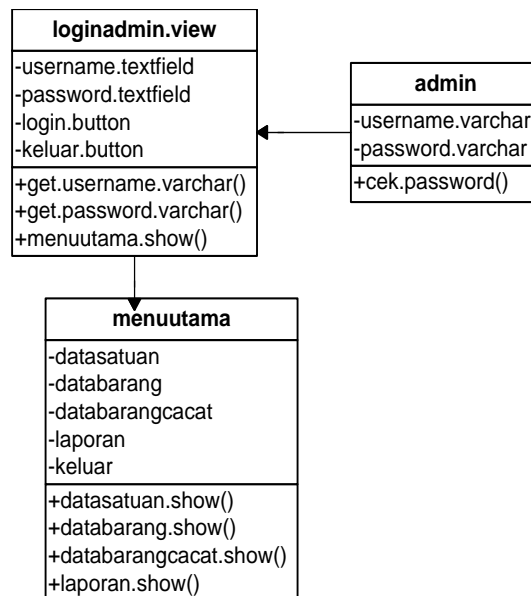 loginadmin.view
-username.textfield
-password.textfield
-login.button
-keluar.button
+get.username.varchar()
+get.password.varchar()
+menuutama.show()
admin
-username.varchar
-password.varchar
+cek.password()
menuutama
-datasatuan
-databarang
-databarangcacat
-laporan
-keluar
+datasatuan.show()
+databarang.show()
+databarangcacat.show()
+laporan.show()